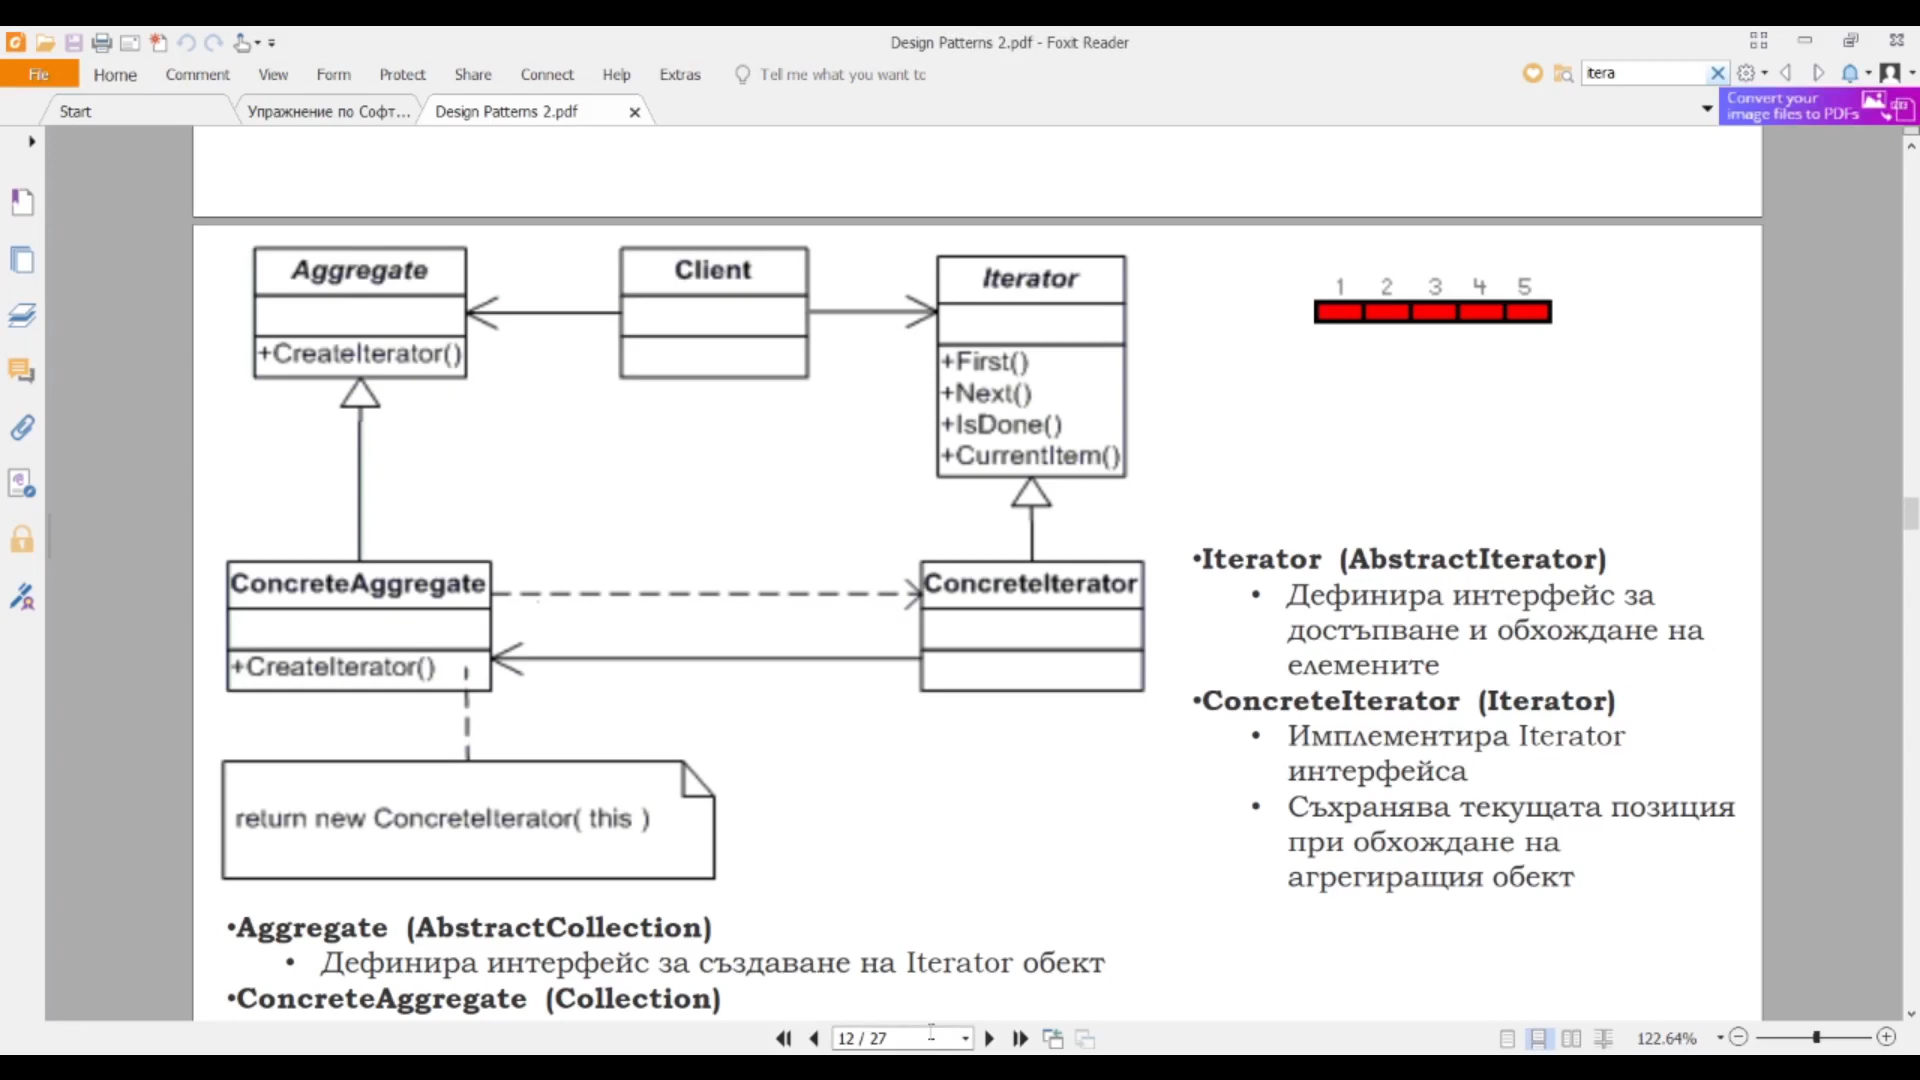 Design Patterns 2.pdf - Foxit Reader
File Home Comment View Form Protect Share Connect Help Extras Tell me what you want to
itera
Start Упражнение по Софт... Design Patterns 2.pdf
Convert your
image files to PDFs
Aggregate
+CreateIterator()
Client
Iterator
+First()
+Next()
+IsDone()
+CurrentItem()
1 2 3 4 5
ConcreteAggregate
+CreateIterator()
ConcreteIterator
return new ConcreteIterator( this )
•Iterator (AbstractIterator)
• Дефинира интерфейс за
достъпване и обхождане на
елемените
•ConcreteIterator (Iterator)
• Имплементира Iterator
интерфейса
• Съхранява текущата позиция
при обхождане на
агрегиращия обект
•Aggregate (AbstractCollection)
• Дефинира интерфейс за създаване на Iterator обект
•ConcreteAggregate (Collection)
12 / 27
122.64%